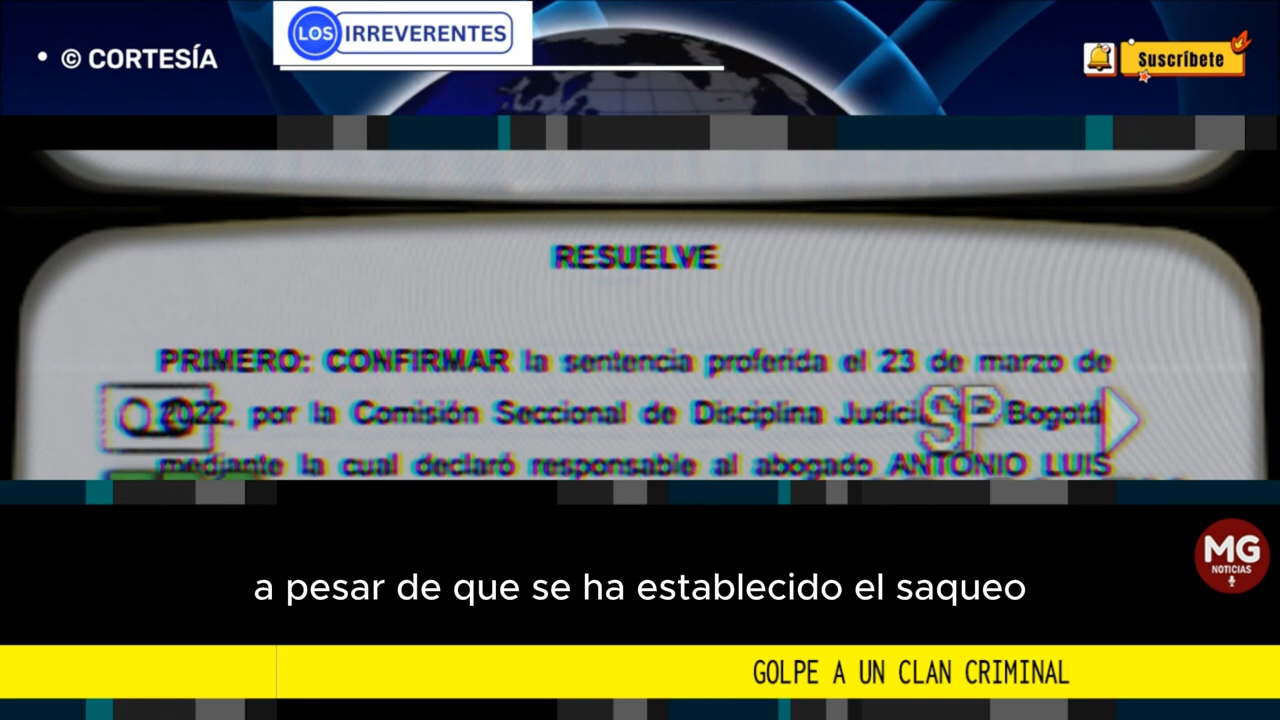 • © CORTESÍA
LOS IRREVERENTES
Suscríbete
RESUELVE
PRIMERO: CONFIRMAR la sentencia proferida el 23 de marzo de
2022, por la Comisión Seccional de Disciplina Bogotá
SP
mediante la cual declaró responsable al abogado ANTONIO LUIS
a pesar de que se ha establecido el saqueo
MG
NOTICIAS
GOLPE A UN CLAN CRIMINAL